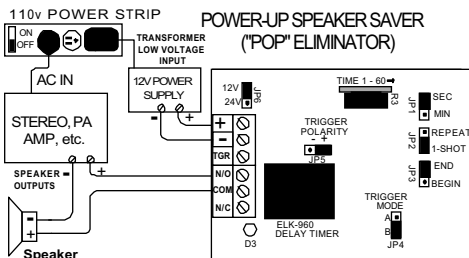 110v POWER STRIP
POWER-UP SPEAKER SAVER
("POP" ELIMINATOR)
ON
OFF
TRANSFORMER
LOW VOLTAGE
INPUT
AC IN
12V POWER
SUPPLY
- +
STEREO, PA
AMP, etc.
SPEAKER - +
OUTPUTS
- 
+
Speaker
+
-
TGR
N/O
COM
N/C
12V
24V
JP6
TIME 1 - 60
R3
TRIGGER
POLARITY
- +
JP5
ELK-960
DELAY TIMER
D3
JP1
SEC
MIN
JP2
REPEAT
1-SHOT
JP3
END
BEGIN
TRIGGER
MODE
A
B
JP4